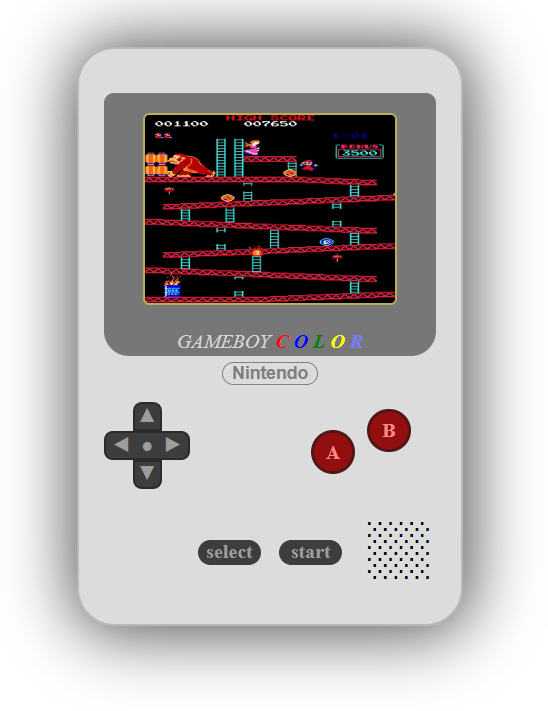 HIGH SCORE
001100 007650
L=01
BONUS
3500
GAMEBOY COLOR
Nintendo
B
A
select start